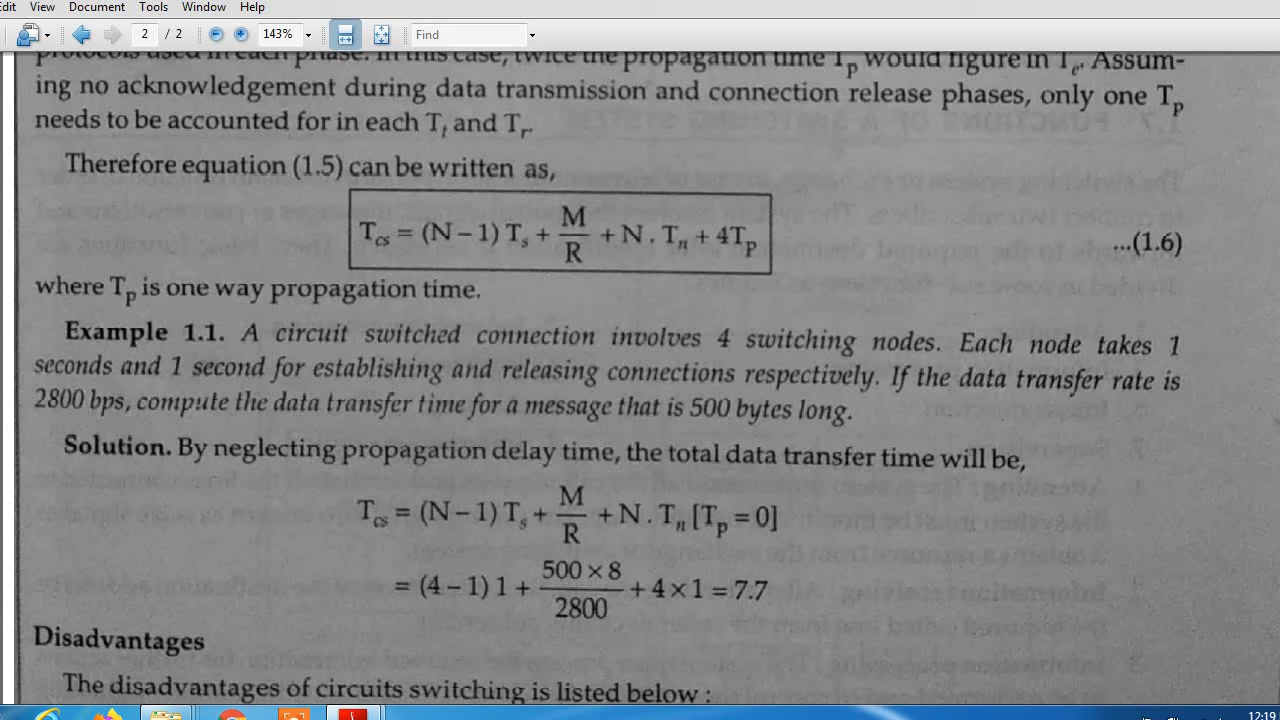 Edit View Document Tools Window Help
2 / 2 143% Find
protocols used in each phase. In this case, twice the propagation time Tp would figure in Te. Assum-
ing no acknowledgement during data transmission and connection release phases, only one Tp
needs to be accounted for in each Tt and Tr.
Therefore equation (1.5) can be written as,
Tcs = (N – 1) Ts + M/R + N . Tn + 4Tp ...(1.6)
where Tp is one way propagation time.
Example 1.1. A circuit switched connection involves 4 switching nodes. Each node takes 1
seconds and 1 second for establishing and releasing connections respectively. If the data transfer rate is
2800 bps, compute the data transfer time for a message that is 500 bytes long.
Solution. By neglecting propagation delay time, the total data transfer time will be,
Tcs = (N – 1) Ts + M/R + N Tn [Tp = 0]
= (4 – 1) 1 + 500 × 8/2800 + 4 × 1 = 7.7
Disadvantages
The disadvantages of circuits switching is listed below :
12:19